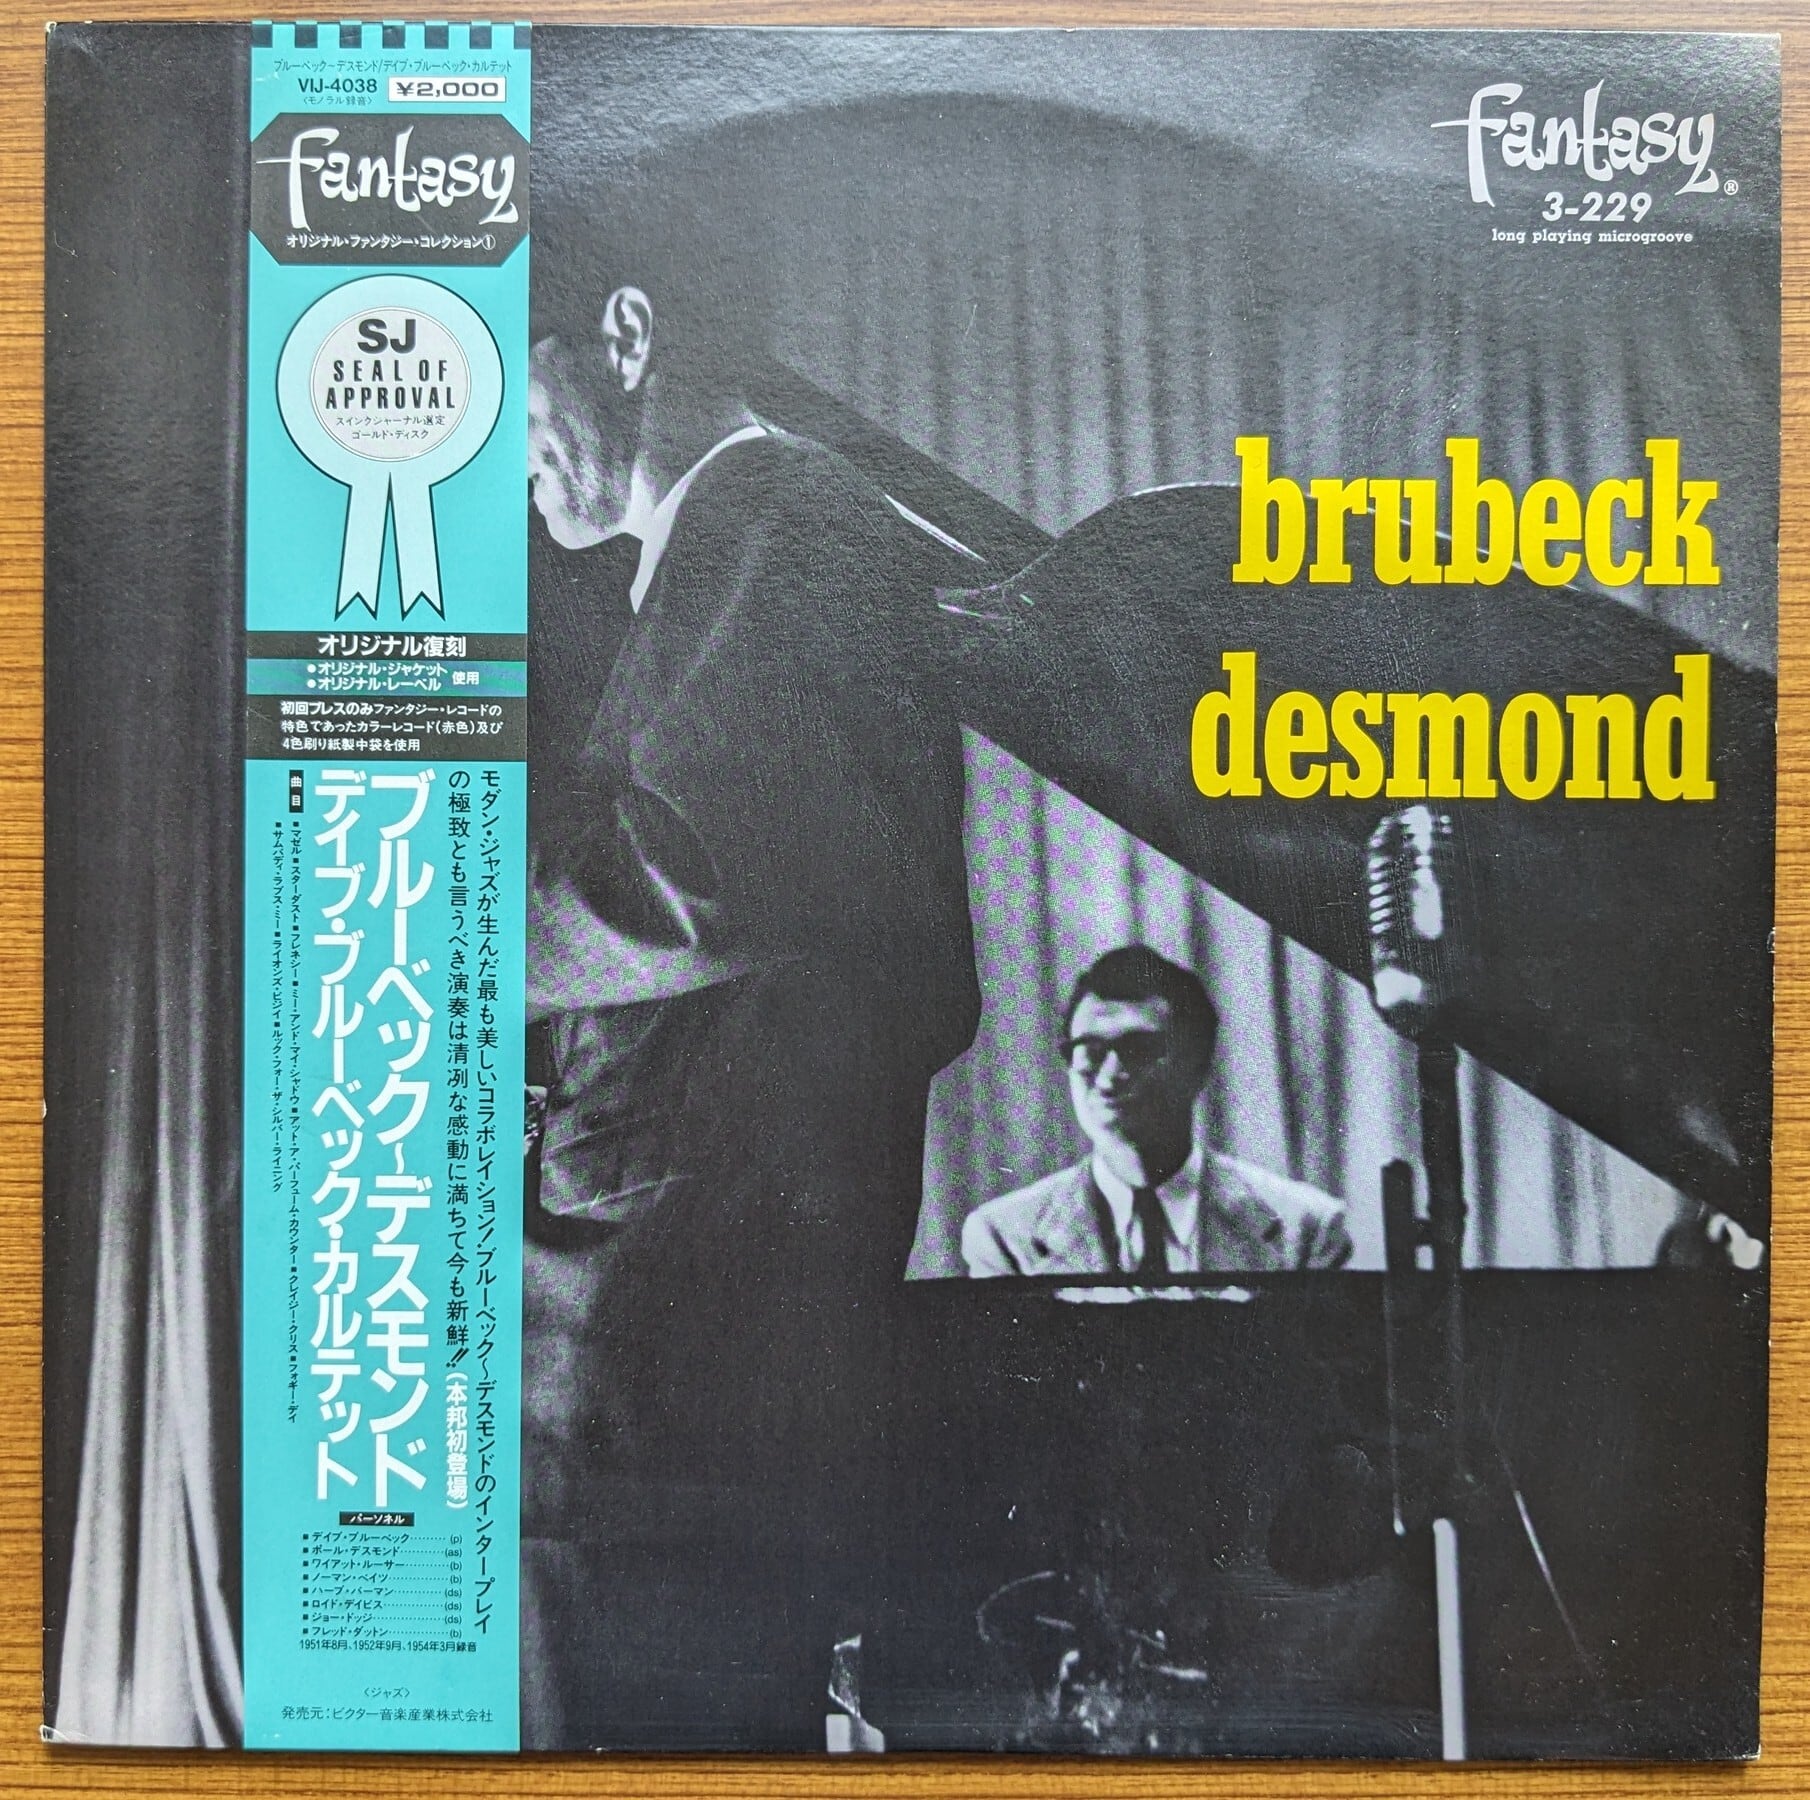 ブルーベック~デスモンド/デイブ・ブルーベック・カルテット
VIJ-4038
¥2,000
〈モノラル録音〉
fantasy
オリジナル・ファンタジー・コレクション①
SJ
SEAL OF
APPROVAL
スイングジャーナル選定
ゴールド・ディスク
オリジナル復刻
●オリジナル・ジャケット
●オリジナル・レーベル
使用
初回プレスのみファンタジー・レコードの
特色であったカラーレコード(赤色)及び
4色刷り紙製中袋を使用
モダン・ジャズが生んだ最も美しいコラボレイション!ブルーベック~デスモンドのインタープレイ
の極致とも言うべき演奏は清冽な感動に満ちて今も新鮮!!(本邦初登場)
ブルーベック~デスモンド
デイブ・ブルーベック・カルテット
曲目
■マゼル■スターダスト■フレネシー■ミー・アンド・マイ・シャドウ■アット・ア・パーフューム・カウンター■クレイジー・クリス■フォギー・デイ
■サムバディ・ラブス・ミー■ライオンズ・ビジイ■ルック・フォー・ザ・シルバー・ライニング
パーソネル
■デイブ・ブルーベック………(p)
■ポール・デスモンド…………(as)
■ワイアット・ルーサー………(b)
■ノーマン・ベイツ……………(b)
■ハーブ・バーマン……………(ds)
■ロイド・デイビス……………(ds)
■ジョー・ドッジ………………(ds)
■フレッド・ダットン…………(b)
1951年8月、1952年9月、1954年3月録音
〈ジャズ〉
発売元:ビクター音楽産業株式会社
fantasy®
3-229
long playing microgroove
brubeck
desmond